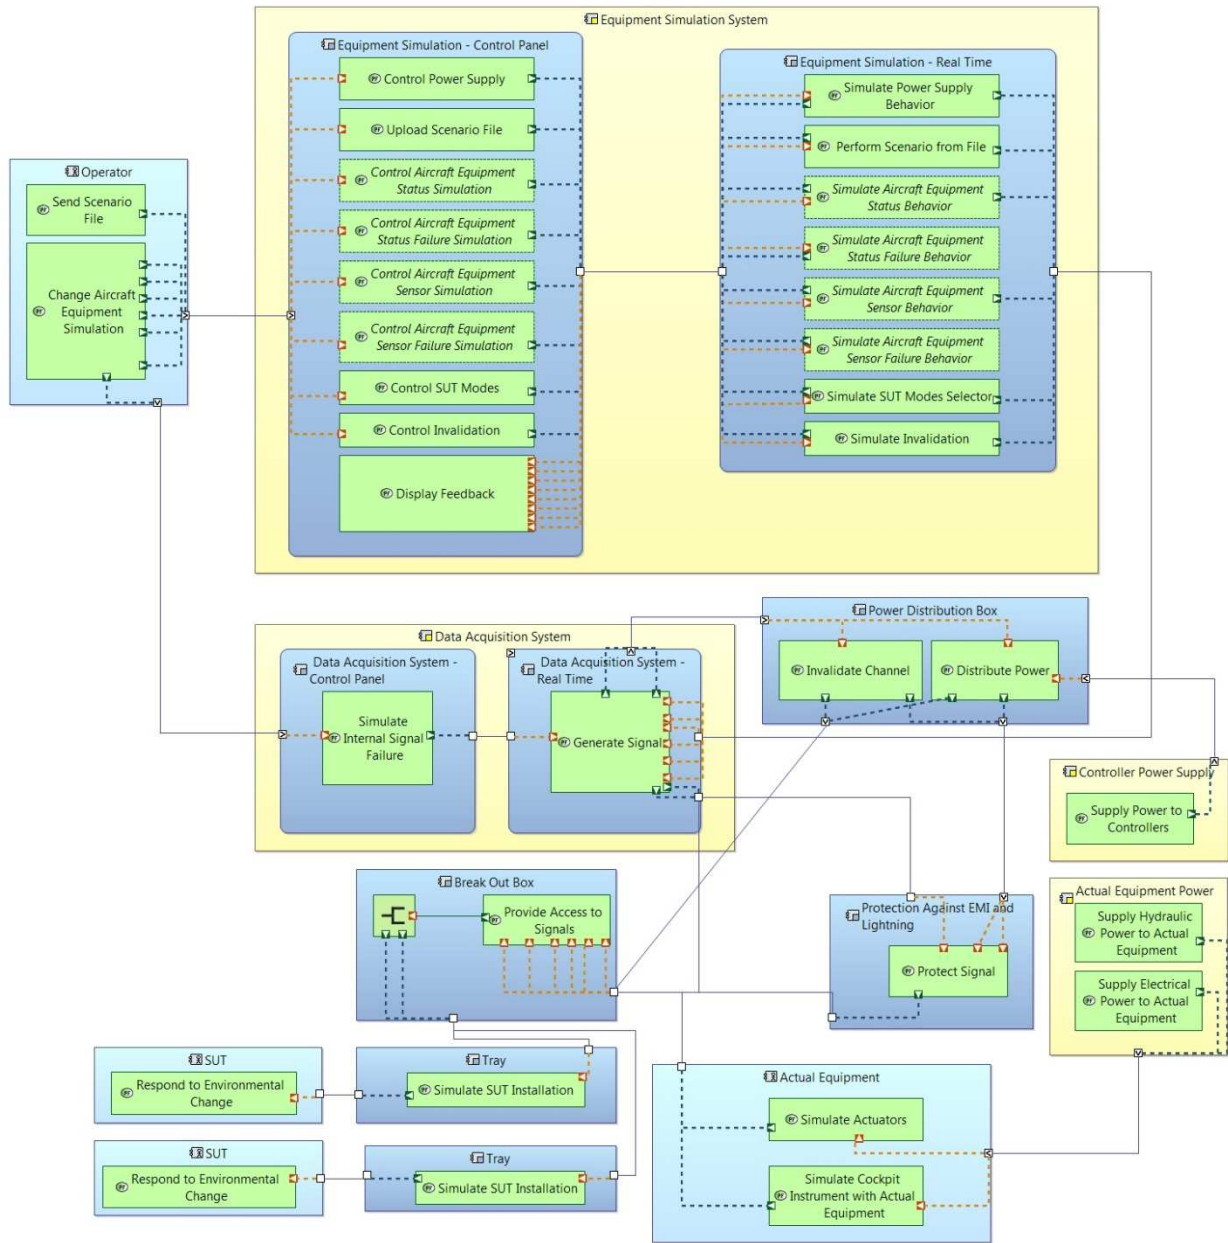 Equipment Simulation System
Equipment Simulation - Control Panel
Control Power Supply
Upload Scenario File
Control Aircraft Equipment
Status Simulation
Control Aircraft Equipment
Status Failure Simulation
Control Aircraft Equipment
Sensor Simulation
Control Aircraft Equipment
Sensor Failure Simulation
Control SUT Modes
Control Invalidation
Display Feedback
Equipment Simulation - Real Time
Simulate Power Supply
Behavior
Perform Scenario from File
Simulate Aircraft Equipment
Status Behavior
Simulate Aircraft Equipment
Status Failure Behavior
Simulate Aircraft Equipment
Sensor Behavior
Simulate Aircraft Equipment
Sensor Failure Behavior
Simulate SUT Modes Selector
Simulate Invalidation
Operator
Send Scenario
File
Change Aircraft
Equipment
Simulation
Data Acquisition System
Data Acquisition System -
Control Panel
Simulate
Internal Signal
Failure
Data Acquisition System -
Real Time
Generate Signal
Power Distribution Box
Invalidate Channel
Distribute Power
Controller Power Supply
Supply Power to
Controllers
Break Out Box
Provide Access to
Signals
Protection Against EMI and
Lightning
Protect Signal
Actual Equipment Power
Supply Hydraulic
Power to Actual
Equipment
Supply Electrical
Power to Actual
Equipment
SUT
Respond to Environmental
Change
Tray
Simulate SUT Installation
SUT
Respond to Environmental
Change
Tray
Simulate SUT Installation
Actual Equipment
Simulate Actuators
Simulate Cockpit
Instrument with Actual
Equipment